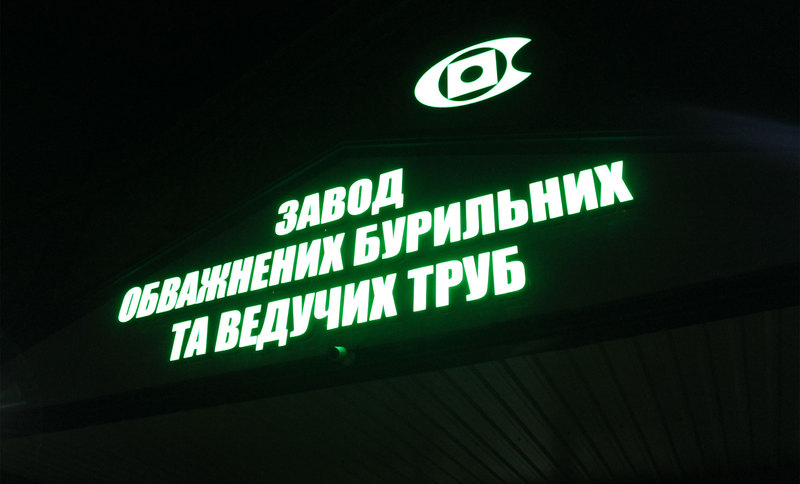 ЗАВОД
ОБВАЖНЕНИХ БУРИЛЬНИХ
ТА ВЕДУЧИХ ТРУБ